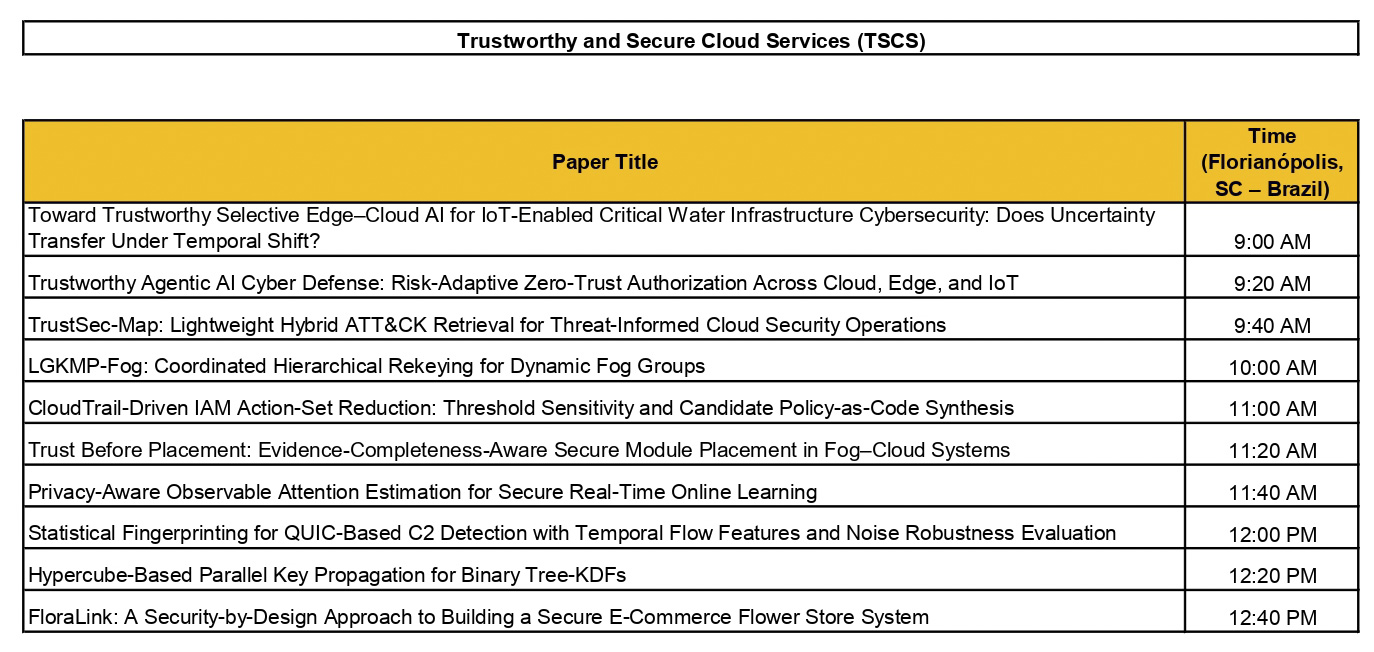 Trustworthy and Secure Cloud Services (TSCS)
Paper Title
Time
(Florianópolis,
SC – Brazil)
Toward Trustworthy Selective Edge–Cloud AI for IoT-Enabled Critical Water Infrastructure Cybersecurity: Does Uncertainty
Transfer Under Temporal Shift?
9:00 AM
Trustworthy Agentic AI Cyber Defense: Risk-Adaptive Zero-Trust Authorization Across Cloud, Edge, and IoT
9:20 AM
TrustSec-Map: Lightweight Hybrid ATT&CK Retrieval for Threat-Informed Cloud Security Operations
9:40 AM
LGKMP-Fog: Coordinated Hierarchical Rekeying for Dynamic Fog Groups
10:00 AM
CloudTrail-Driven IAM Action-Set Reduction: Threshold Sensitivity and Candidate Policy-as-Code Synthesis
11:00 AM
Trust Before Placement: Evidence-Completeness-Aware Secure Module Placement in Fog–Cloud Systems
11:20 AM
Privacy-Aware Observable Attention Estimation for Secure Real-Time Online Learning
11:40 AM
Statistical Fingerprinting for QUIC-Based C2 Detection with Temporal Flow Features and Noise Robustness Evaluation
12:00 PM
Hypercube-Based Parallel Key Propagation for Binary Tree-KDFs
12:20 PM
FloraLink: A Security-by-Design Approach to Building a Secure E-Commerce Flower Store System
12:40 PM